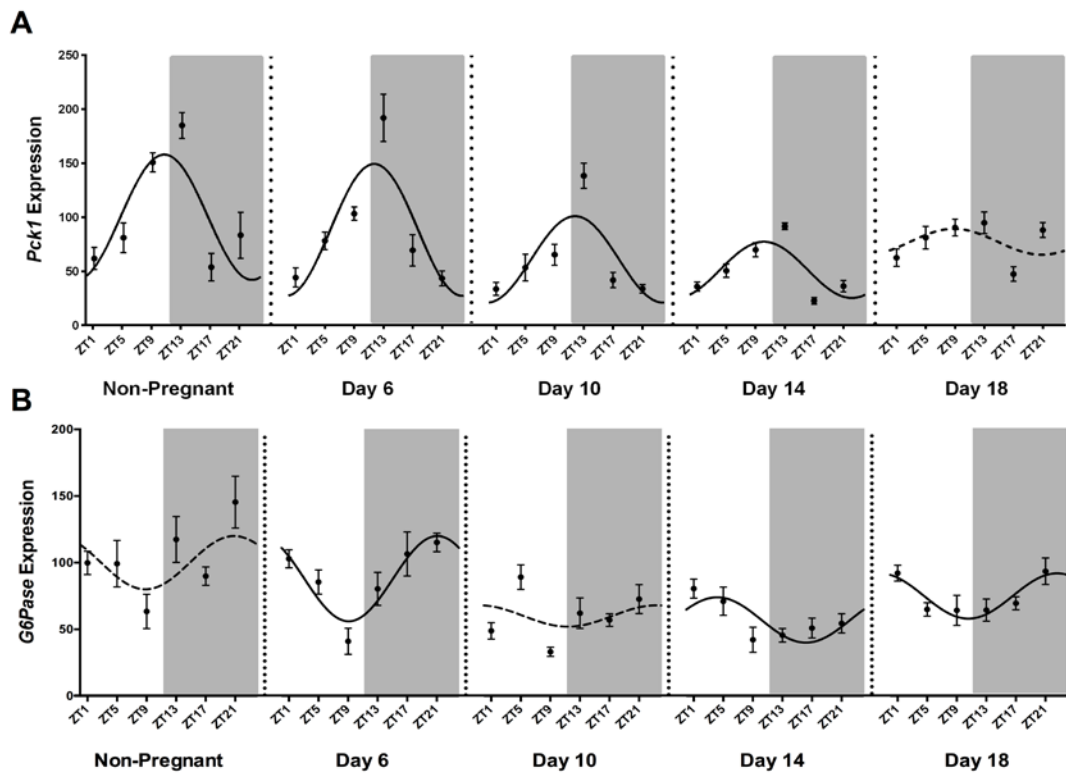 A
Pck1 Expression
250
200
150
100
50
0
ZT1 ZT5 ZT9 ZT13 ZT17 ZT21 ZT1 ZT5 ZT9 ZT13 ZT17 ZT21 ZT1 ZT5 ZT9 ZT13 ZT17 ZT21 ZT1 ZT5 ZT9 ZT13 ZT17 ZT21 ZT1 ZT5 ZT9 ZT13 ZT17 ZT21
Non-Pregnant Day 6 Day 10 Day 14 Day 18
B
G6Pase Expression
200
150
100
50
0
ZT1 ZT5 ZT9 ZT13 ZT17 ZT21 ZT1 ZT5 ZT9 ZT13 ZT17 ZT21 ZT1 ZT5 ZT9 ZT13 ZT17 ZT21 ZT1 ZT5 ZT9 ZT13 ZT17 ZT21 ZT1 ZT5 ZT9 ZT13 ZT17 ZT21
Non-Pregnant Day 6 Day 10 Day 14 Day 18